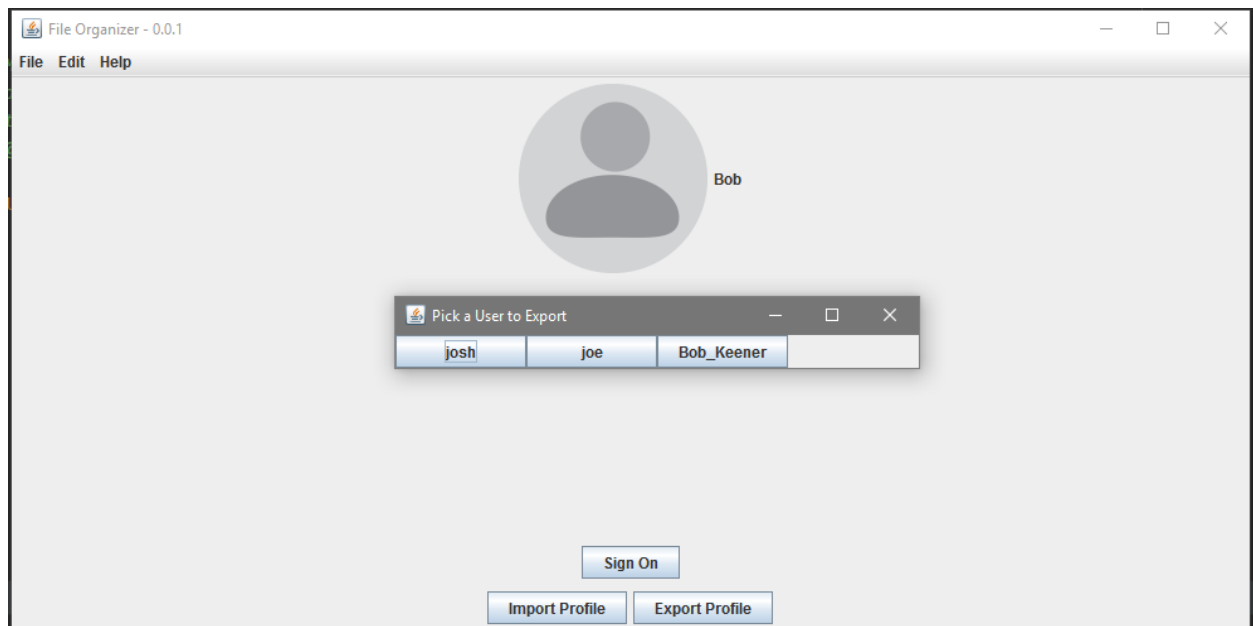 File Organizer - 0.0.1
File Edit Help
Bob
Pick a User to Export
josh joe Bob_Keener
Sign On
Import Profile Export Profile